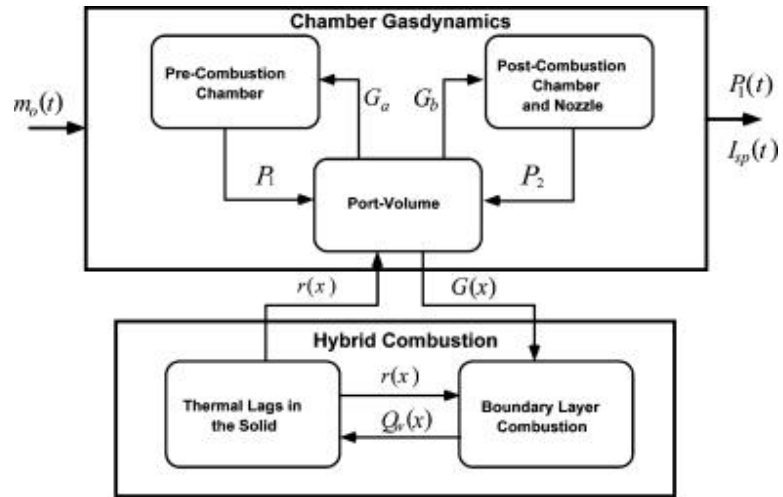 Chamber Gasdynamics
Pre-Combustion
Chamber
Post-Combustion
Chamber
and Nozzle
m_o(t)
G_a
G_b
P_1(t)
I_sp(t)
P_1
P_2
Port-Volume
r(x)
G(x)
Hybrid Combustion
Thermal Lags in
the Solid
r(x)
Q_w(x)
Boundary Layer
Combustion